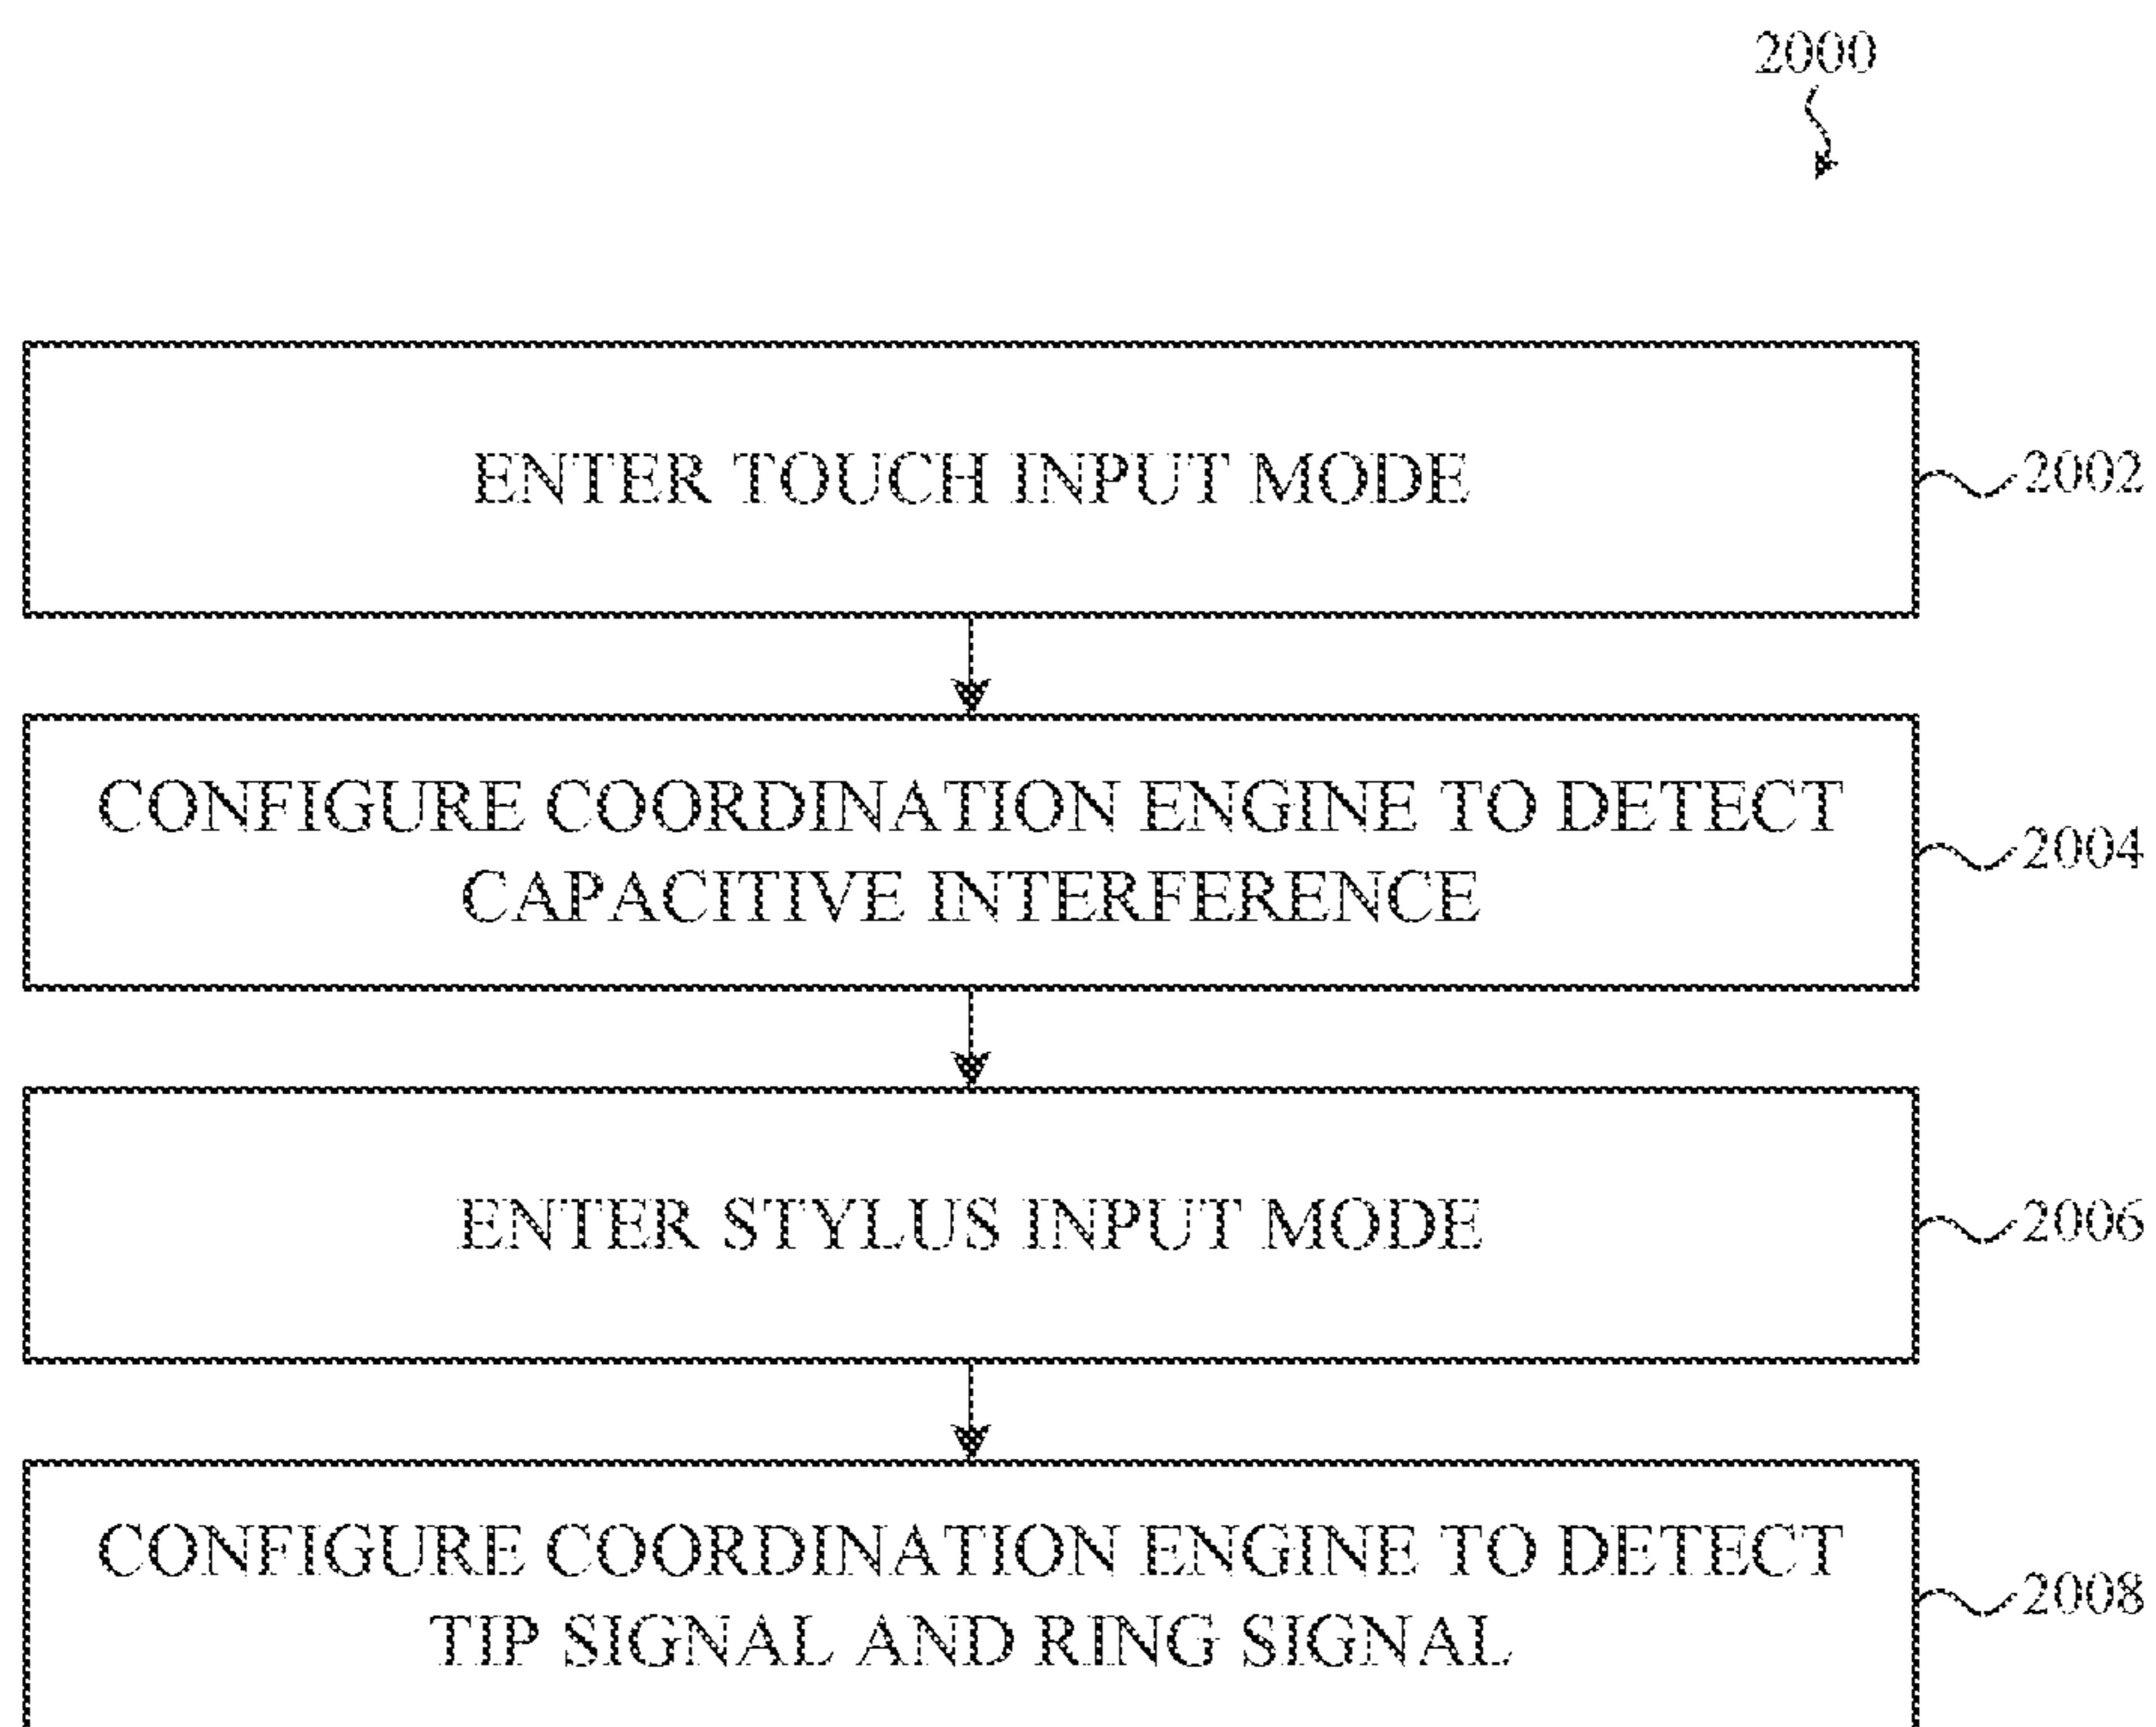 2000
ENTER TOUCH INPUT MODE
2002
CONFIGURE COORDINATION ENGINE TO DETECT
CAPACITIVE INTERFERENCE
2004
ENTER STYLUS INPUT MODE
2006
CONFIGURE COORDINATION ENGINE TO DETECT
TIP SIGNAL AND RING SIGNAL
2008